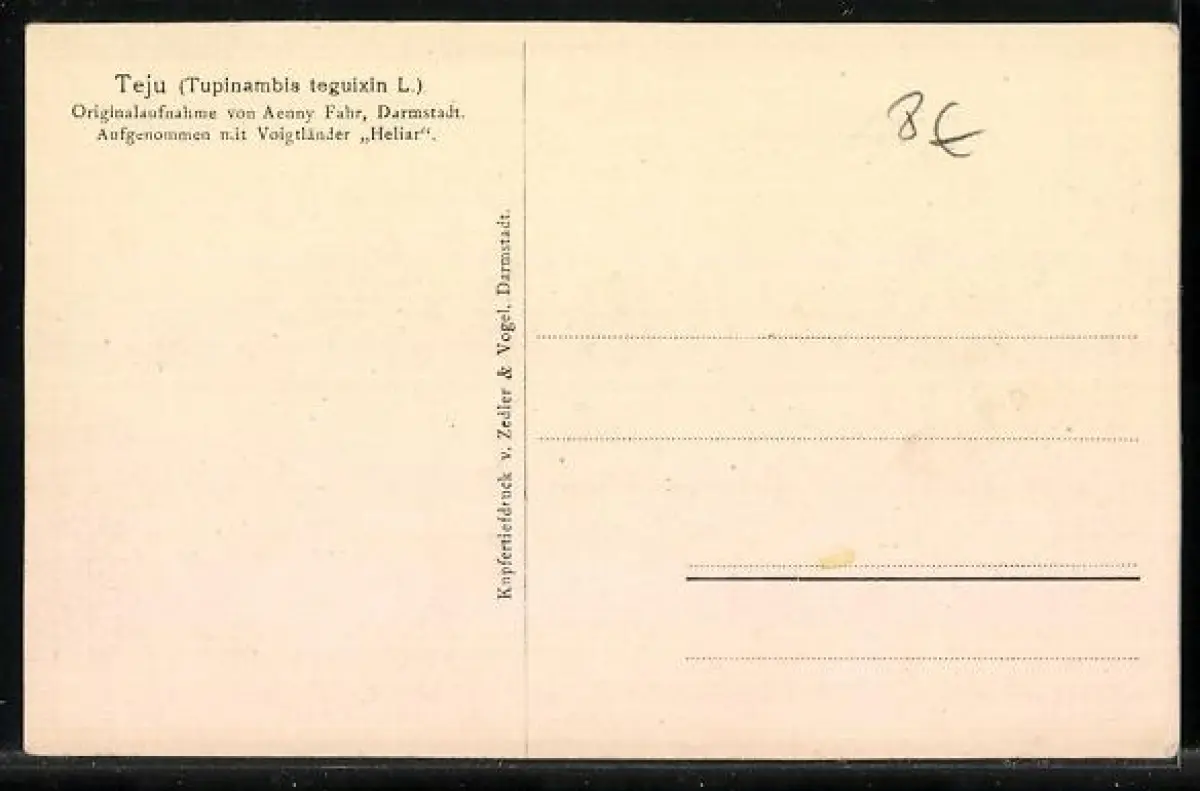 Teju (Tupinambis teguixin L.)
Originalaufnahme von Aenny Fahr, Darmstadt.
Aufgenommen mit Voigtländer „Heliar“.
Kupfertiefdruck v. Zedler & Vogel, Darmstadt.
8€